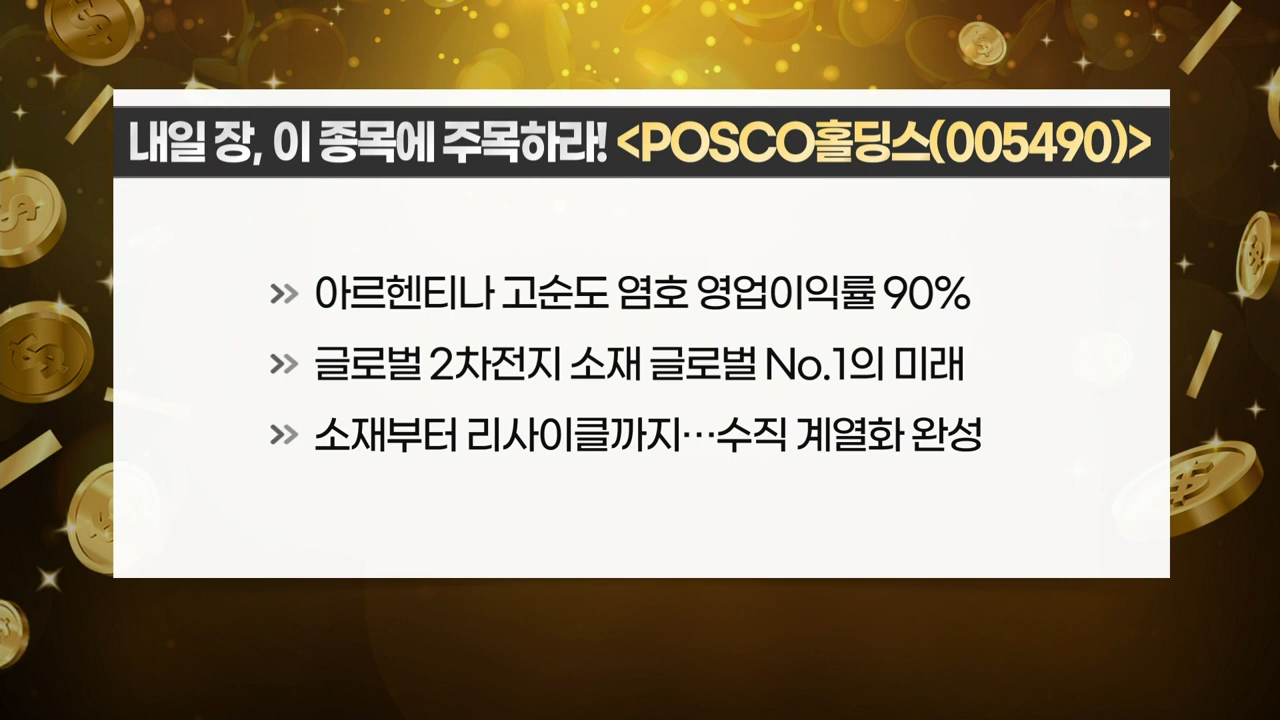 내일 장, 이 종목에 주목하라! <POSCO홀딩스(005490)>
» 아르헨티나 고순도 염호 영업이익률 90%
» 글로벌 2차전지 소재 글로벌 No.1의 미래
» 소재부터 리사이클까지…수직 계열화 완성